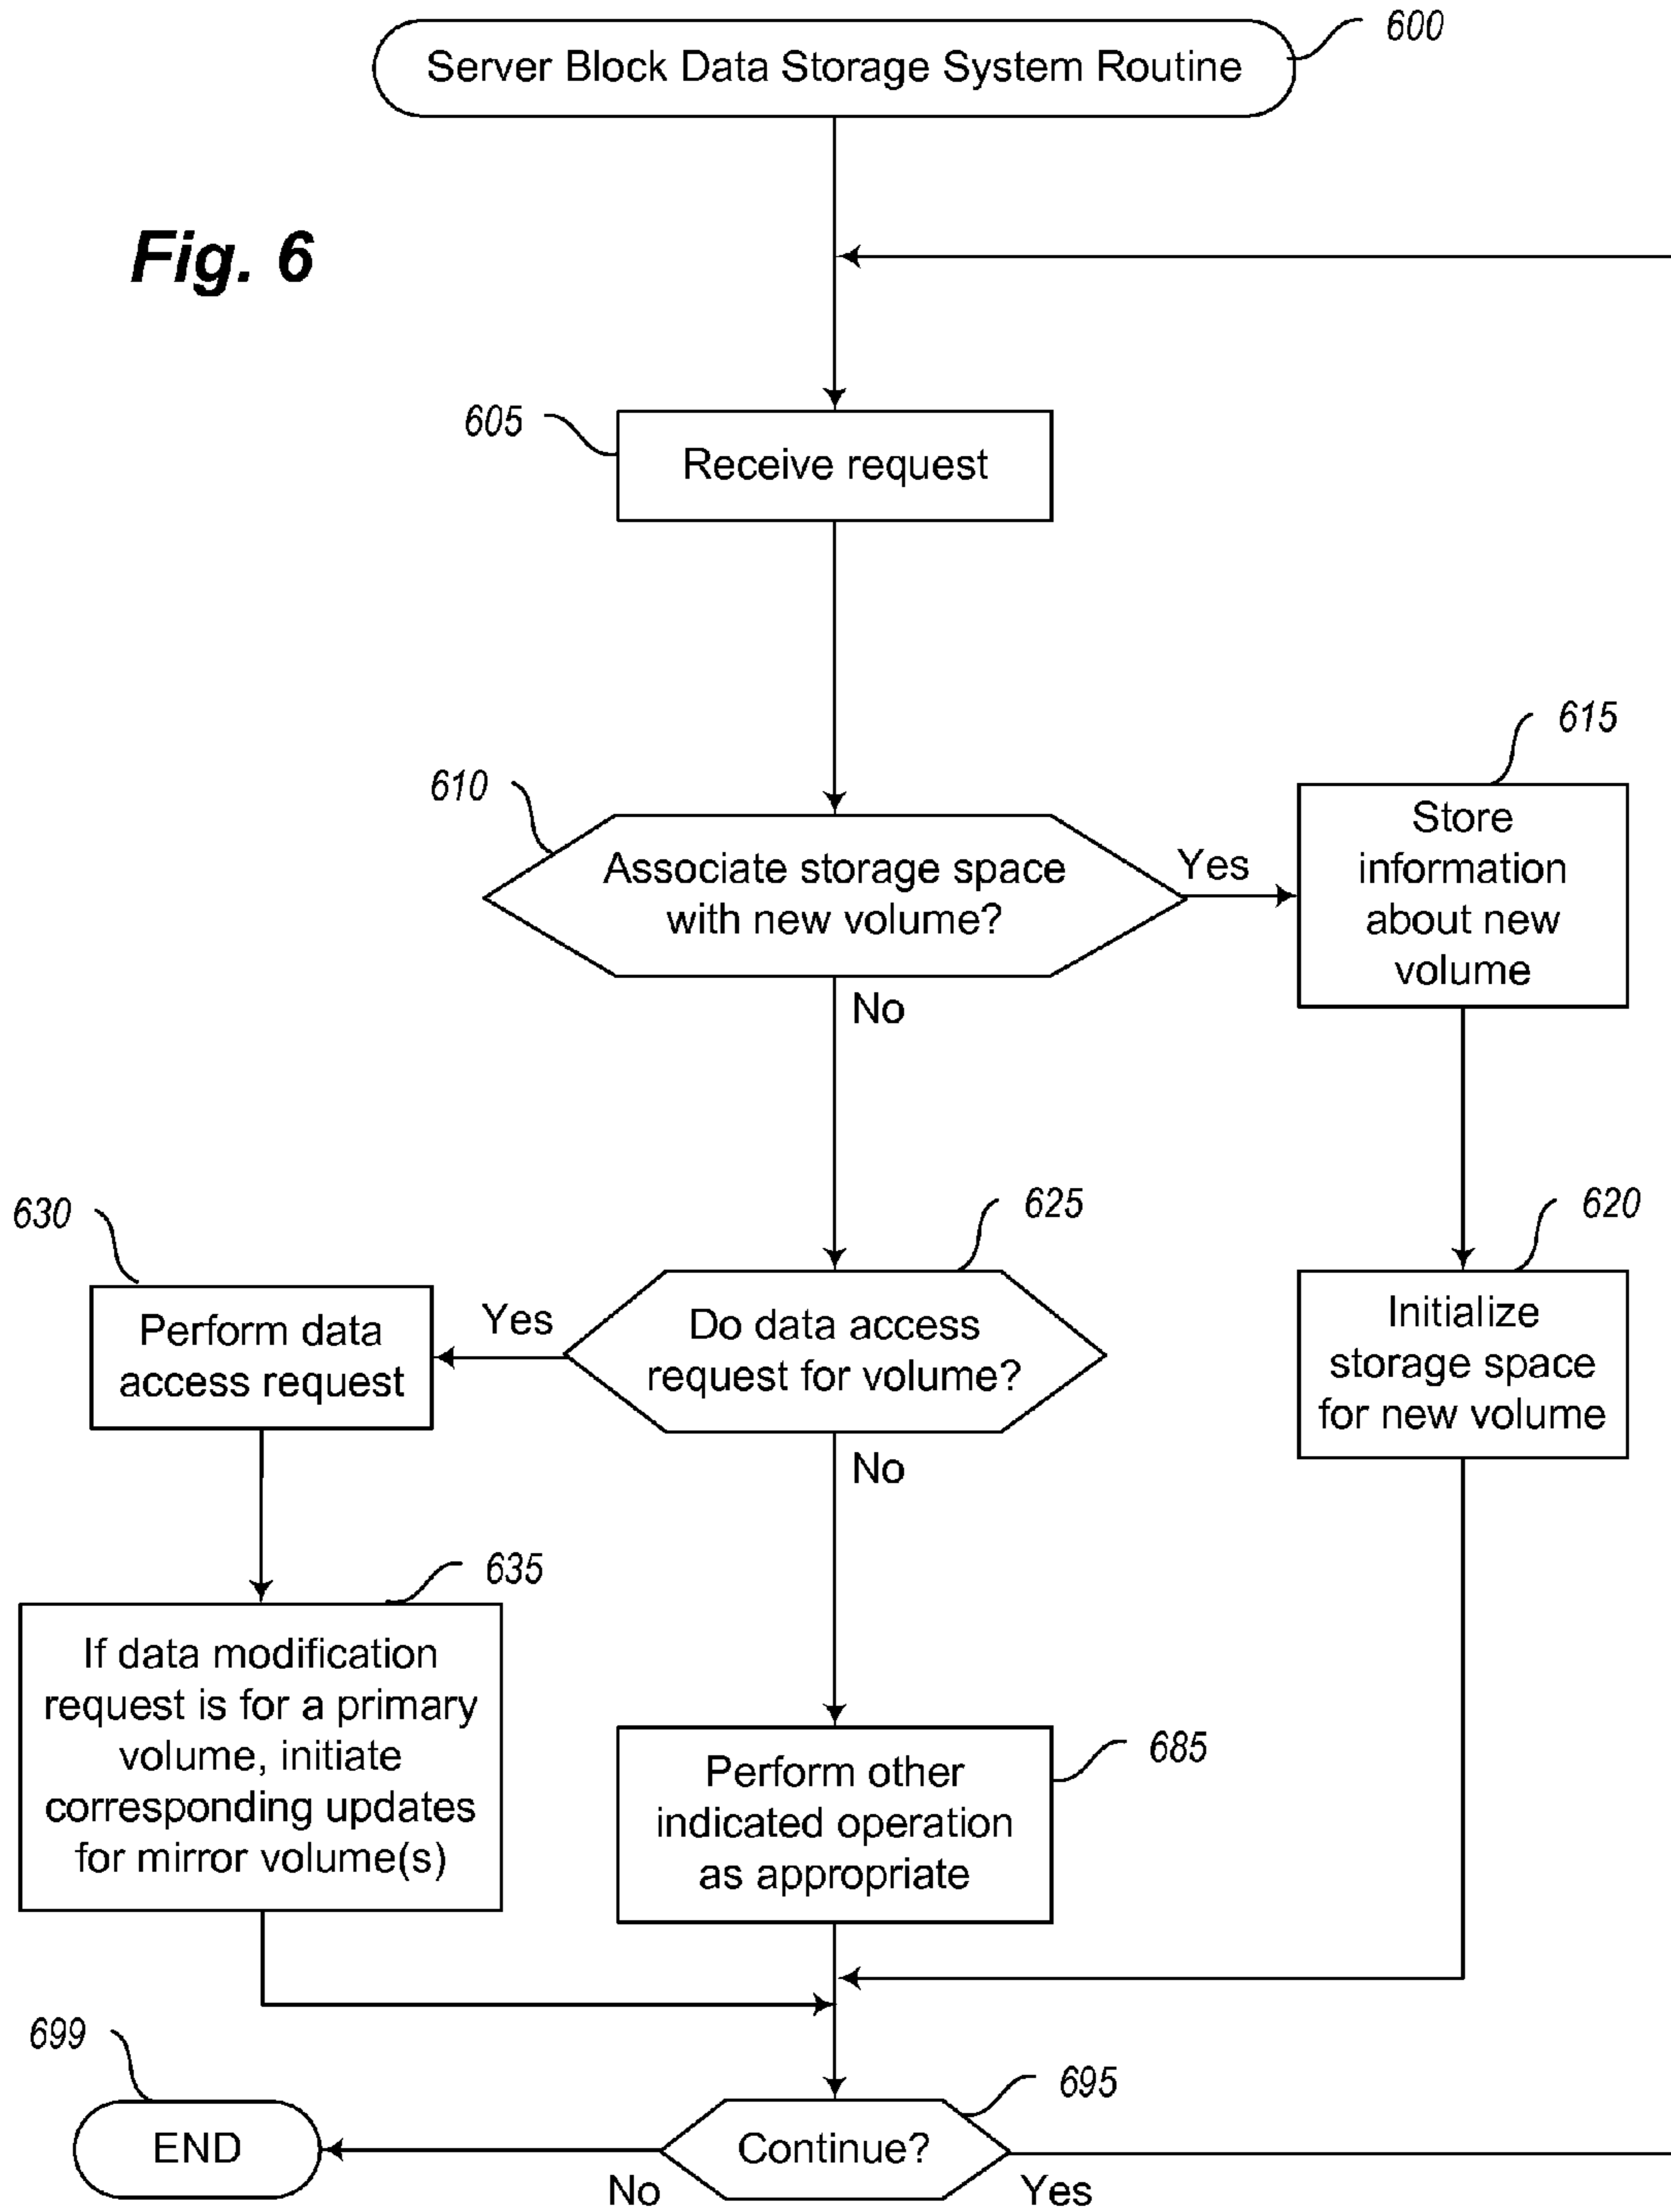 600
Server Block Data Storage System Routine
Fig. 6
605
Receive request
610
Associate storage space
with new volume?
Yes
No
615
Store
information
about new
volume
620
Initialize
storage space
for new volume
625
Do data access
request for volume?
Yes
No
630
Perform data
access request
635
If data modification
request is for a primary
volume, initiate
corresponding updates
for mirror volume(s)
685
Perform other
indicated operation
as appropriate
695
Continue?
No
Yes
699
END